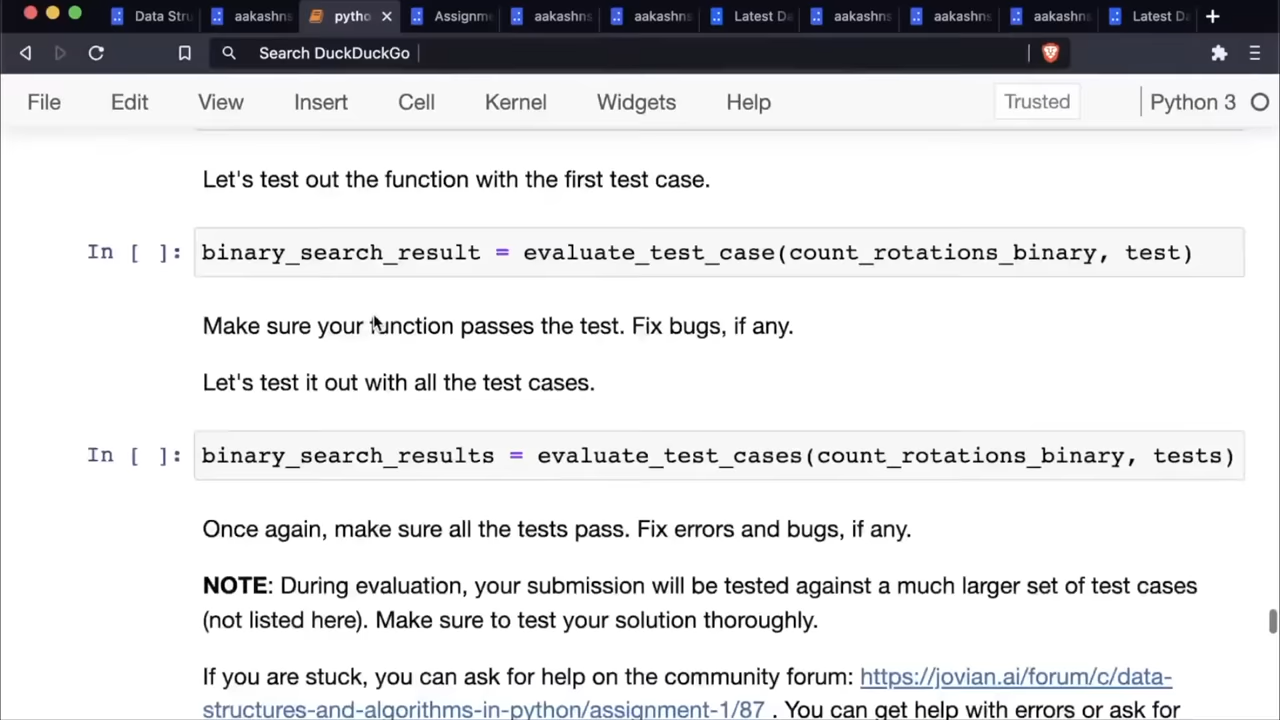 Data Stru
aakashns
pytho
Assignm
aakashns
aakashns
Latest Da
aakashns
aakashns
aakashns
Latest Da
Search DuckDuckGo
File Edit View Insert Cell Kernel Widgets Help Trusted Python 3
Let's test out the function with the first test case.
In [ ]: binary_search_result = evaluate_test_case(count_rotations_binary, test)
Make sure your function passes the test. Fix bugs, if any.
Let's test it out with all the test cases.
In [ ]: binary_search_results = evaluate_test_cases(count_rotations_binary, tests)
Once again, make sure all the tests pass. Fix errors and bugs, if any.
NOTE: During evaluation, your submission will be tested against a much larger set of test cases
(not listed here). Make sure to test your solution thoroughly.
If you are stuck, you can ask for help on the community forum: https://jovian.ai/forum/c/data-
structures-and-algorithms-in-python/assignment-1/87 . You can get help with errors or ask for